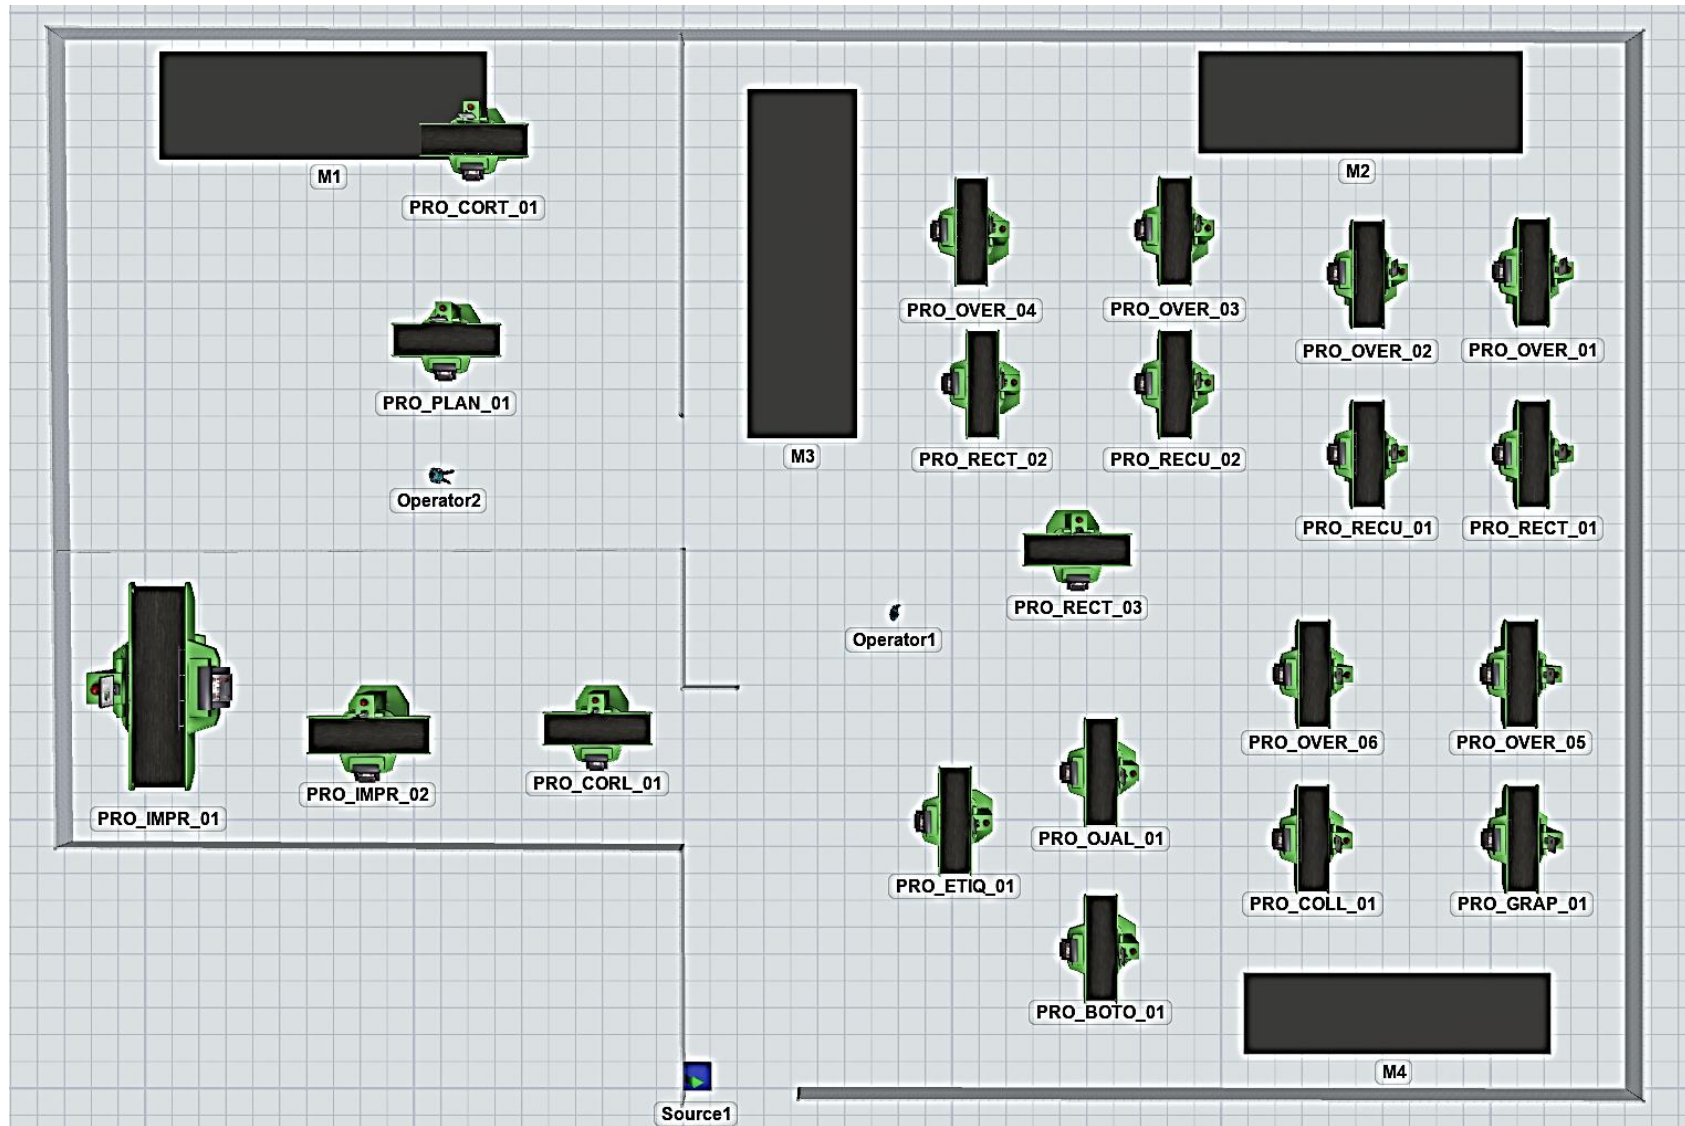 M1
PRO_CORT_01
M2
PRO_OVER_04
PRO_OVER_03
PRO_OVER_02
PRO_OVER_01
PRO_PLAN_01
M3
PRO_RECT_02
PRO_RECU_02
Operator2
PRO_RECU_01
PRO_RECT_01
PRO_RECT_03
Operator1
PRO_OVER_06
PRO_OVER_05
PRO_IMPR_01
PRO_IMPR_02
PRO_CORL_01
PRO_OJAL_01
PRO_ETIQ_01
PRO_COLL_01
PRO_GRAP_01
PRO_BOTO_01
M4
Source1